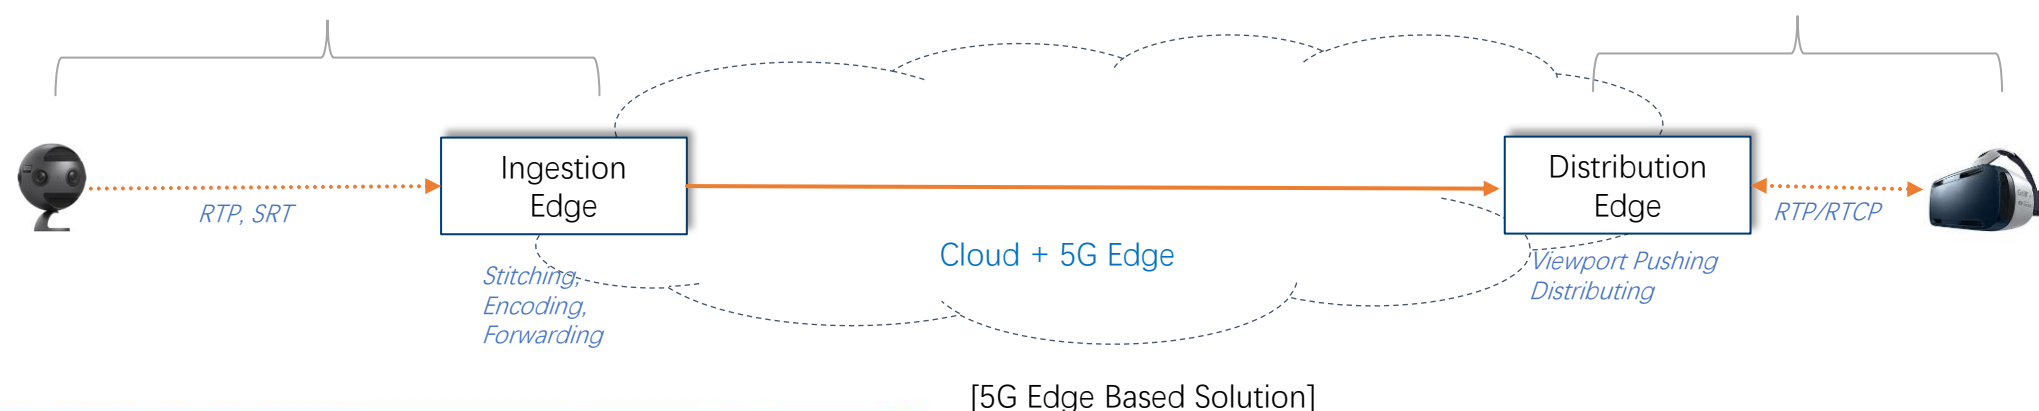 Ingestion
Edge
Distribution
Edge
RTP, SRT
RTP/RTCP
Cloud + 5G Edge
Stitching,
Encoding,
Forwarding
Viewport Pushing
Distributing
[5G Edge Based Solution]